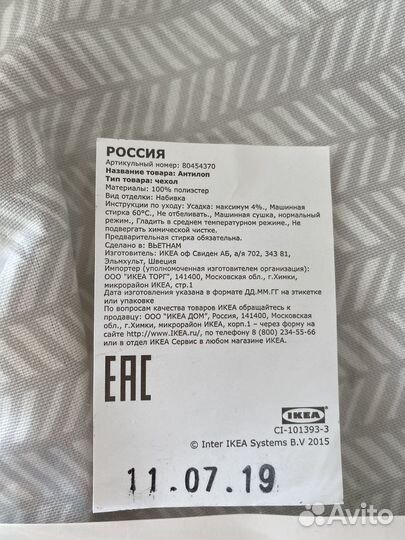 РОССИЯ
Артикульный номер: 80454370
Название товара: Антилоп
Тип товара: чехол
Материалы: 100% полиэстер
Вид отделки: Набивка
Инструкции по уходу: Усадка: максимум 4%., Машинная
стирка 60°C., Не отбеливать., Машинная сушка, нормальный
режим., Гладить в среднем температурном режиме., Не
подвергать химической чистке.
Предварительная стирка обязательна.
Сделано в: ВЬЕТНАМ
Изготовитель: ИКЕА оф Свиден АБ, а/я 702, 343 81,
Эльмхульт, Швеция
Импортер (уполномоченная изготовителем организация):
ООО "ИКЕА ТОРГ", 141400, Московская обл., г.Химки,
микрорайон ИКЕА, стр.1
Дата изготовления указана в формате ДД.ММ.ГГ на этикетке
или упаковке
По вопросам качества товаров ИКЕА обращайтесь к
продавцу: ООО "ИКЕА ДОМ", Россия, 141400, Московская
обл., г.Химки, микрорайон ИКЕА, корп.1 – через форму на
сайте http://www.IKEA.ru/, по телефону 8 (800) 234-55-66
или в отдел ИКЕА Сервис в любом магазине ИКЕА.
EAC
IKEA
CI-101393-3
© Inter IKEA Systems B.V 2015
11.07.19
Avito